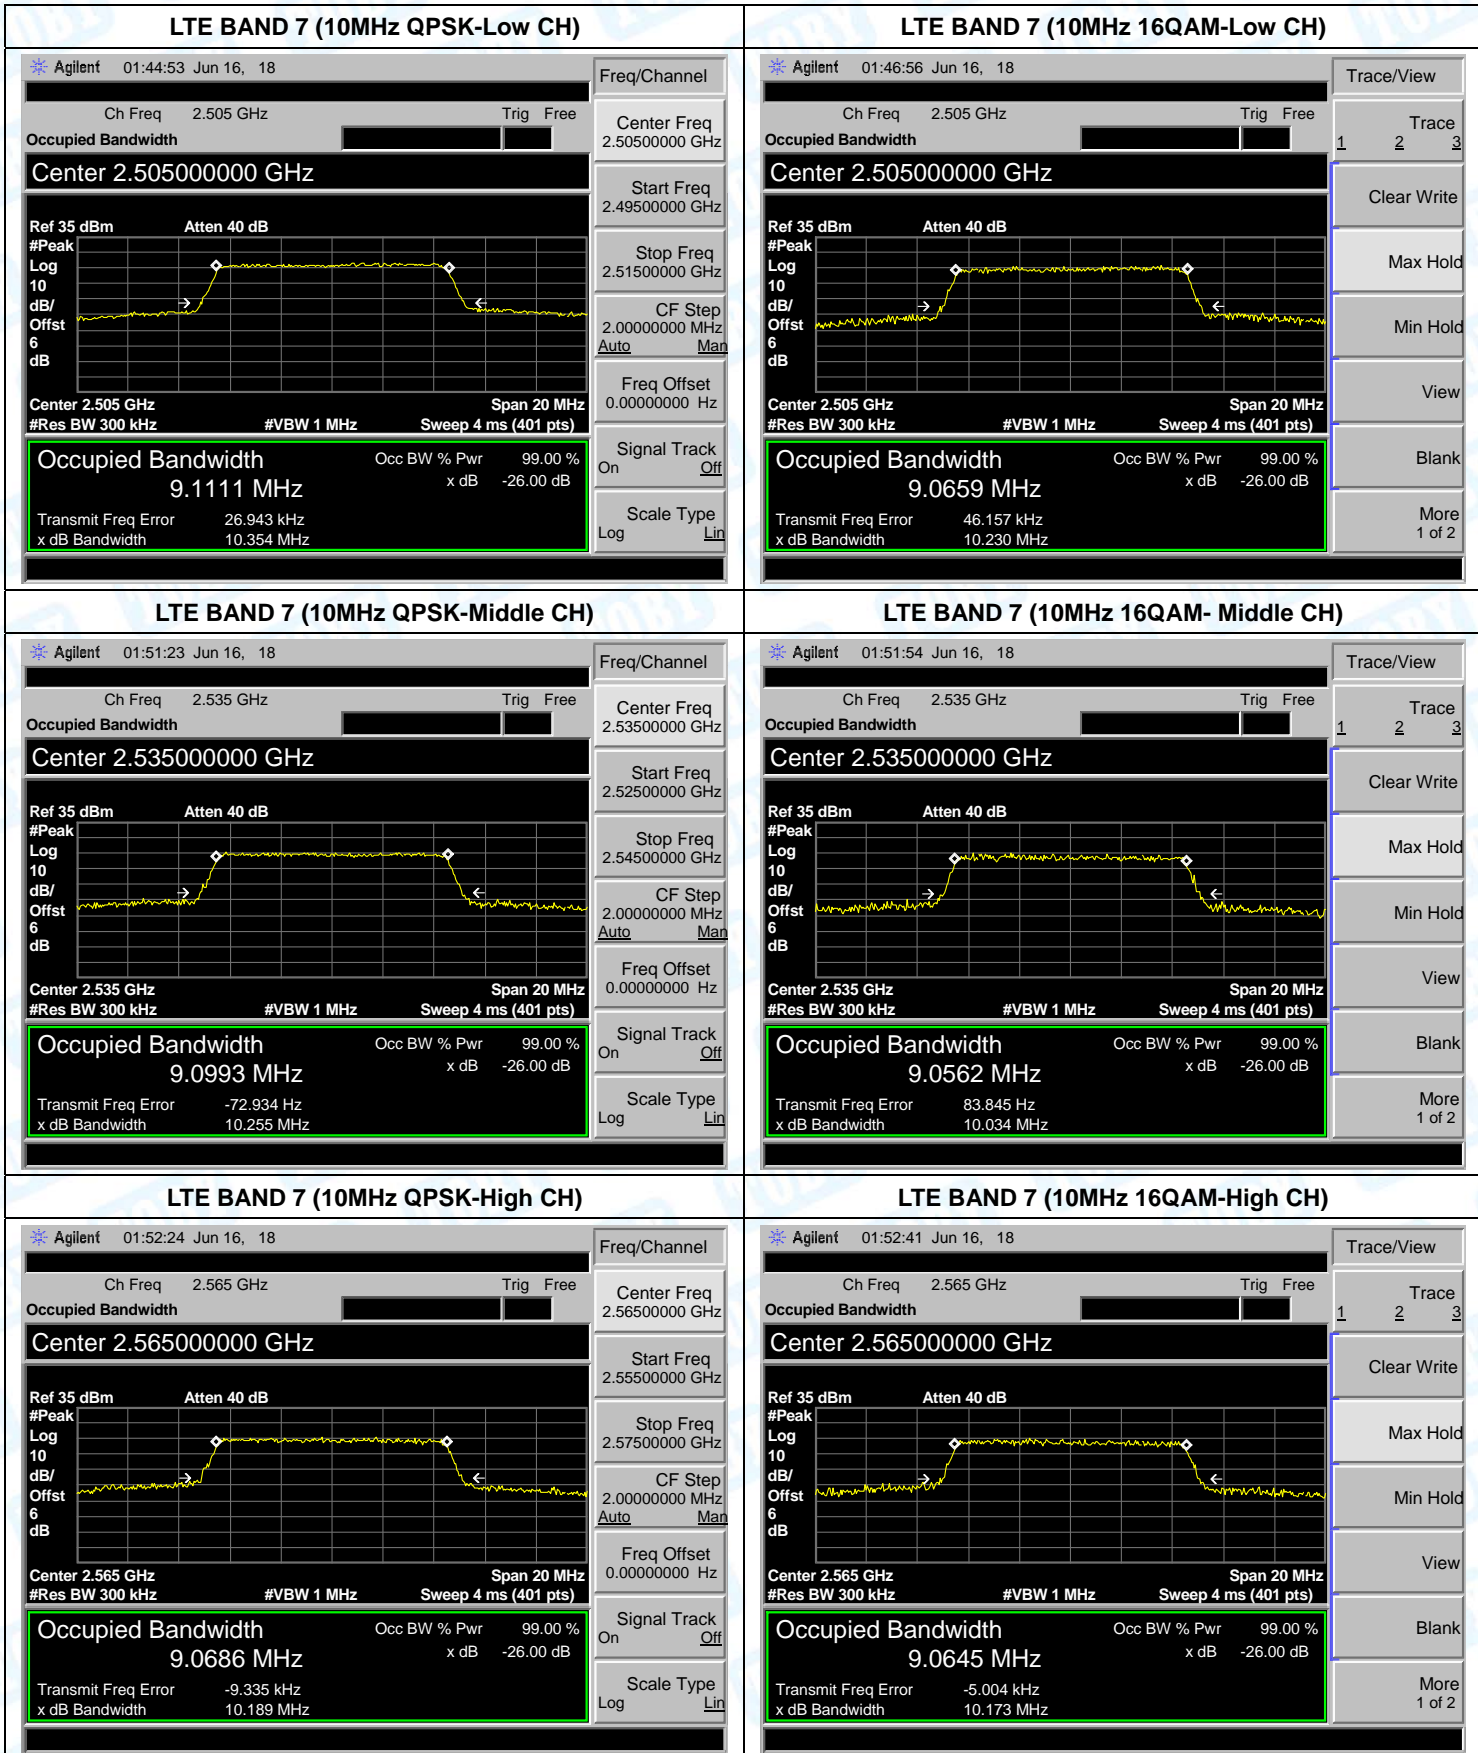 LTE BAND 7 (10MHz QPSK-Low CH)
Agilent 01:44:53 Jun 16, 18
Freq/Channel
Ch Freq 2.505 GHz Trig Free
Occupied Bandwidth
Center 2.505000000 GHz
Ref 35 dBm Atten 40 dB
#Peak
Log
10
dB/
Offst
6
dB
Center 2.505 GHz Span 20 MHz
#Res BW 300 kHz #VBW 1 MHz Sweep 4 ms (401 pts)
Occupied Bandwidth Occ BW % Pwr 99.00 %
9.1111 MHz x dB -26.00 dB
Transmit Freq Error 26.943 kHz
x dB Bandwidth 10.354 MHz
Center Freq
2.50500000 GHz
Start Freq
2.49500000 GHz
Stop Freq
2.51500000 GHz
CF Step
2.00000000 MHz
Auto Man
Freq Offset
0.00000000 Hz
Signal Track
On Off
Scale Type
Log Lin
LTE BAND 7 (10MHz 16QAM-Low CH)
Agilent 01:46:56 Jun 16, 18
Trace/View
Ch Freq 2.505 GHz Trig Free
Occupied Bandwidth
Center 2.505000000 GHz
Ref 35 dBm Atten 40 dB
#Peak
Log
10
dB/
Offst
6
dB
Center 2.505 GHz Span 20 MHz
#Res BW 300 kHz #VBW 1 MHz Sweep 4 ms (401 pts)
Occupied Bandwidth Occ BW % Pwr 99.00 %
9.0659 MHz x dB -26.00 dB
Transmit Freq Error 46.157 kHz
x dB Bandwidth 10.230 MHz
Trace
1 2 3
Clear Write
Max Hold
Min Hold
View
Blank
More
1 of 2
LTE BAND 7 (10MHz QPSK-Middle CH)
Agilent 01:51:23 Jun 16, 18
Freq/Channel
Ch Freq 2.535 GHz Trig Free
Occupied Bandwidth
Center 2.535000000 GHz
Ref 35 dBm Atten 40 dB
#Peak
Log
10
dB/
Offst
6
dB
Center 2.535 GHz Span 20 MHz
#Res BW 300 kHz #VBW 1 MHz Sweep 4 ms (401 pts)
Occupied Bandwidth Occ BW % Pwr 99.00 %
9.0993 MHz x dB -26.00 dB
Transmit Freq Error -72.934 Hz
x dB Bandwidth 10.255 MHz
Center Freq
2.53500000 GHz
Start Freq
2.52500000 GHz
Stop Freq
2.54500000 GHz
CF Step
2.00000000 MHz
Auto Man
Freq Offset
0.00000000 Hz
Signal Track
On Off
Scale Type
Log Lin
LTE BAND 7 (10MHz 16QAM- Middle CH)
Agilent 01:51:54 Jun 16, 18
Trace/View
Ch Freq 2.535 GHz Trig Free
Occupied Bandwidth
Center 2.535000000 GHz
Ref 35 dBm Atten 40 dB
#Peak
Log
10
dB/
Offst
6
dB
Center 2.535 GHz Span 20 MHz
#Res BW 300 kHz #VBW 1 MHz Sweep 4 ms (401 pts)
Occupied Bandwidth Occ BW % Pwr 99.00 %
9.0562 MHz x dB -26.00 dB
Transmit Freq Error 83.845 Hz
x dB Bandwidth 10.034 MHz
Trace
1 2 3
Clear Write
Max Hold
Min Hold
View
Blank
More
1 of 2
LTE BAND 7 (10MHz QPSK-High CH)
Agilent 01:52:24 Jun 16, 18
Freq/Channel
Ch Freq 2.565 GHz Trig Free
Occupied Bandwidth
Center 2.565000000 GHz
Ref 35 dBm Atten 40 dB
#Peak
Log
10
dB/
Offst
6
dB
Center 2.565 GHz Span 20 MHz
#Res BW 300 kHz #VBW 1 MHz Sweep 4 ms (401 pts)
Occupied Bandwidth Occ BW % Pwr 99.00 %
9.0686 MHz x dB -26.00 dB
Transmit Freq Error -9.335 kHz
x dB Bandwidth 10.189 MHz
Center Freq
2.56500000 GHz
Start Freq
2.55500000 GHz
Stop Freq
2.57500000 GHz
CF Step
2.00000000 MHz
Auto Man
Freq Offset
0.00000000 Hz
Signal Track
On Off
Scale Type
Log Lin
LTE BAND 7 (10MHz 16QAM-High CH)
Agilent 01:52:41 Jun 16, 18
Trace/View
Ch Freq 2.565 GHz Trig Free
Occupied Bandwidth
Center 2.565000000 GHz
Ref 35 dBm Atten 40 dB
#Peak
Log
10
dB/
Offst
6
dB
Center 2.565 GHz Span 20 MHz
#Res BW 300 kHz #VBW 1 MHz Sweep 4 ms (401 pts)
Occupied Bandwidth Occ BW % Pwr 99.00 %
9.0645 MHz x dB -26.00 dB
Transmit Freq Error -5.004 kHz
x dB Bandwidth 10.173 MHz
Trace
1 2 3
Clear Write
Max Hold
Min Hold
View
Blank
More
1 of 2